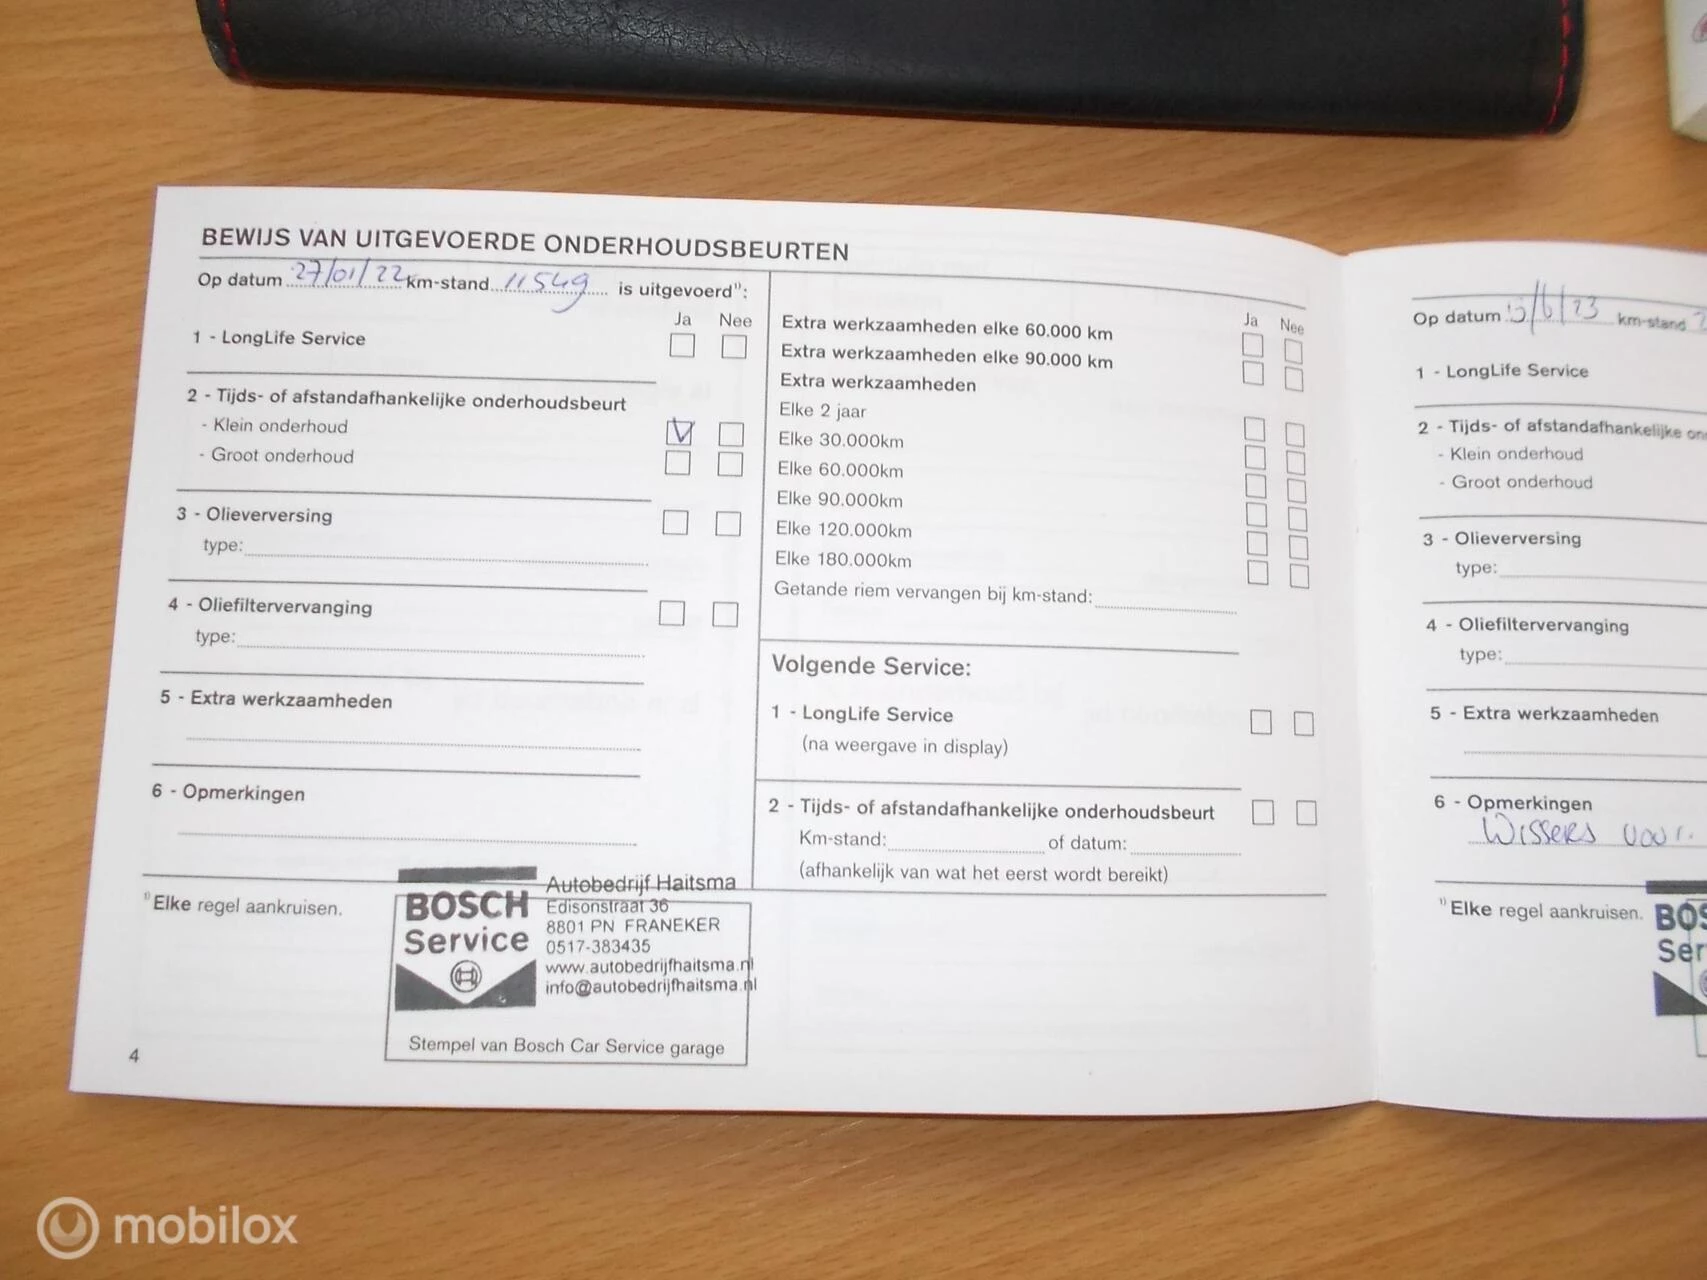 BEWIJS VAN UITGEVOERDE ONDERHOUDSBEURTEN
Op datum 27/01/22 km-stand 11549 is uitgevoerd¹⁾:
Ja Nee
1 - LongLife Service
2 - Tijds- of afstandafhankelijke onderhoudsbeurt
- Klein onderhoud V
- Groot onderhoud
3 - Olieverversing
type:
4 - Oliefiltervervanging
type:
5 - Extra werkzaamheden
6 - Opmerkingen
¹⁾Elke regel aankruisen.
BOSCH
Service
Autobedrijf Haitsma
Edisonstraat 36
8801 PN FRANEKER
0517-383435
www.autobedrijfhaitsma.nl
info@autobedrijfhaitsma.nl
Stempel van Bosch Car Service garage
4
Ja Nee
Extra werkzaamheden elke 60.000 km
Extra werkzaamheden elke 90.000 km
Extra werkzaamheden
Elke 2 jaar
Elke 30.000km
Elke 60.000km
Elke 90.000km
Elke 120.000km
Elke 180.000km
Getande riem vervangen bij km-stand:
Volgende Service:
1 - LongLife Service
(na weergave in display)
2 - Tijds- of afstandafhankelijke onderhoudsbeurt
Km-stand: of datum:
(afhankelijk van wat het eerst wordt bereikt)
Op datum km-stand
1 - LongLife Service
2 - Tijds- of afstandafhankelijke
- Klein onderhoud
- Groot onderhoud
3 - Olieverversing
type:
4 - Oliefiltervervanging
type:
5 - Extra werkzaamheden
6 - Opmerkingen
Wissers
¹⁾Elke regel aankruisen.
BOS
Ser
mobilox